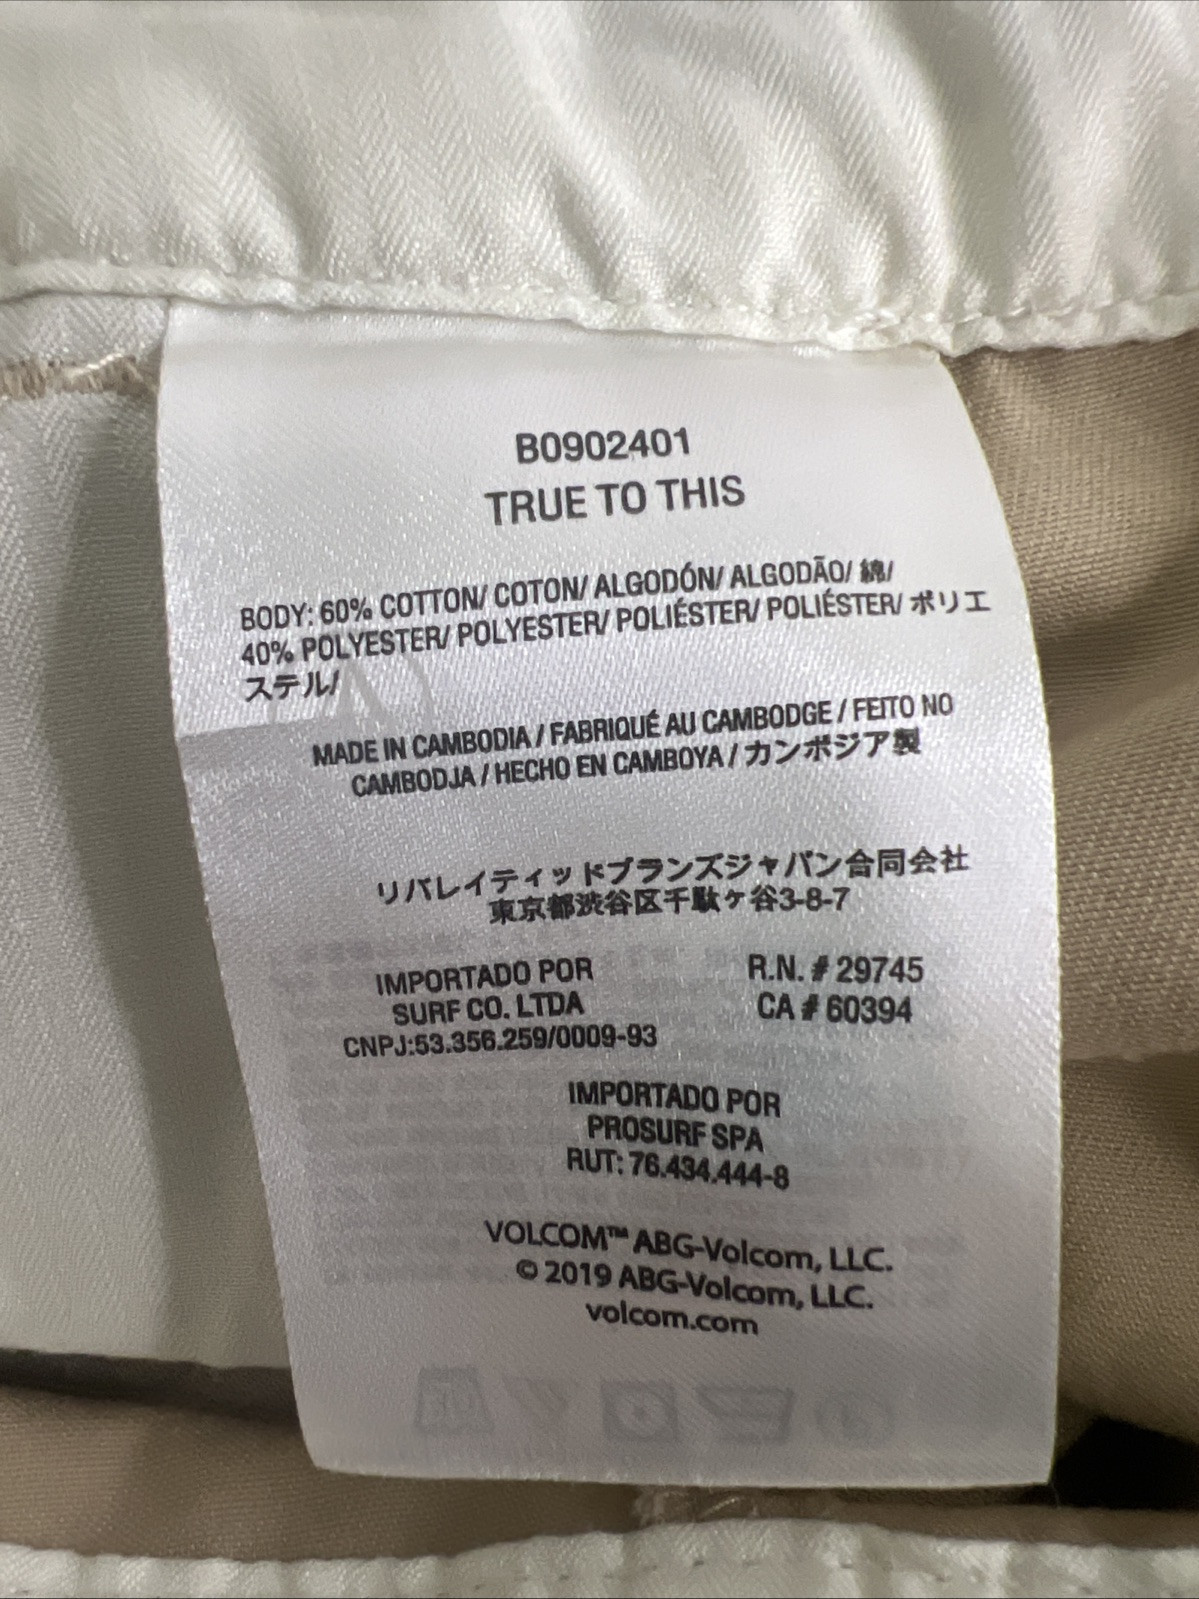 B0902401
TRUE TO THIS
BODY: 60% COTTON/ COTON/ ALGODÓN/ ALGODÃO/ 綿/
40% POLYESTER/ POLYESTER/ POLIÉSTER/ POLIÉSTER/ ポリエ
ステル/
MADE IN CAMBODIA / FABRIQUÉ AU CAMBODGE / FEITO NO
CAMBODJA / HECHO EN CAMBOYA / カンボジア製
リバレイティッドブランズジャパン合同会社
東京都渋谷区千駄ヶ谷3-8-7
IMPORTADO POR
SURF CO. LTDA
CNPJ:53.356.259/0009-93
R.N. # 29745
CA # 60394
IMPORTADO POR
PROSURF SPA
RUT: 76.434.444-8
VOLCOM™ ABG-Volcom, LLC.
© 2019 ABG-Volcom, LLC.
volcom.com